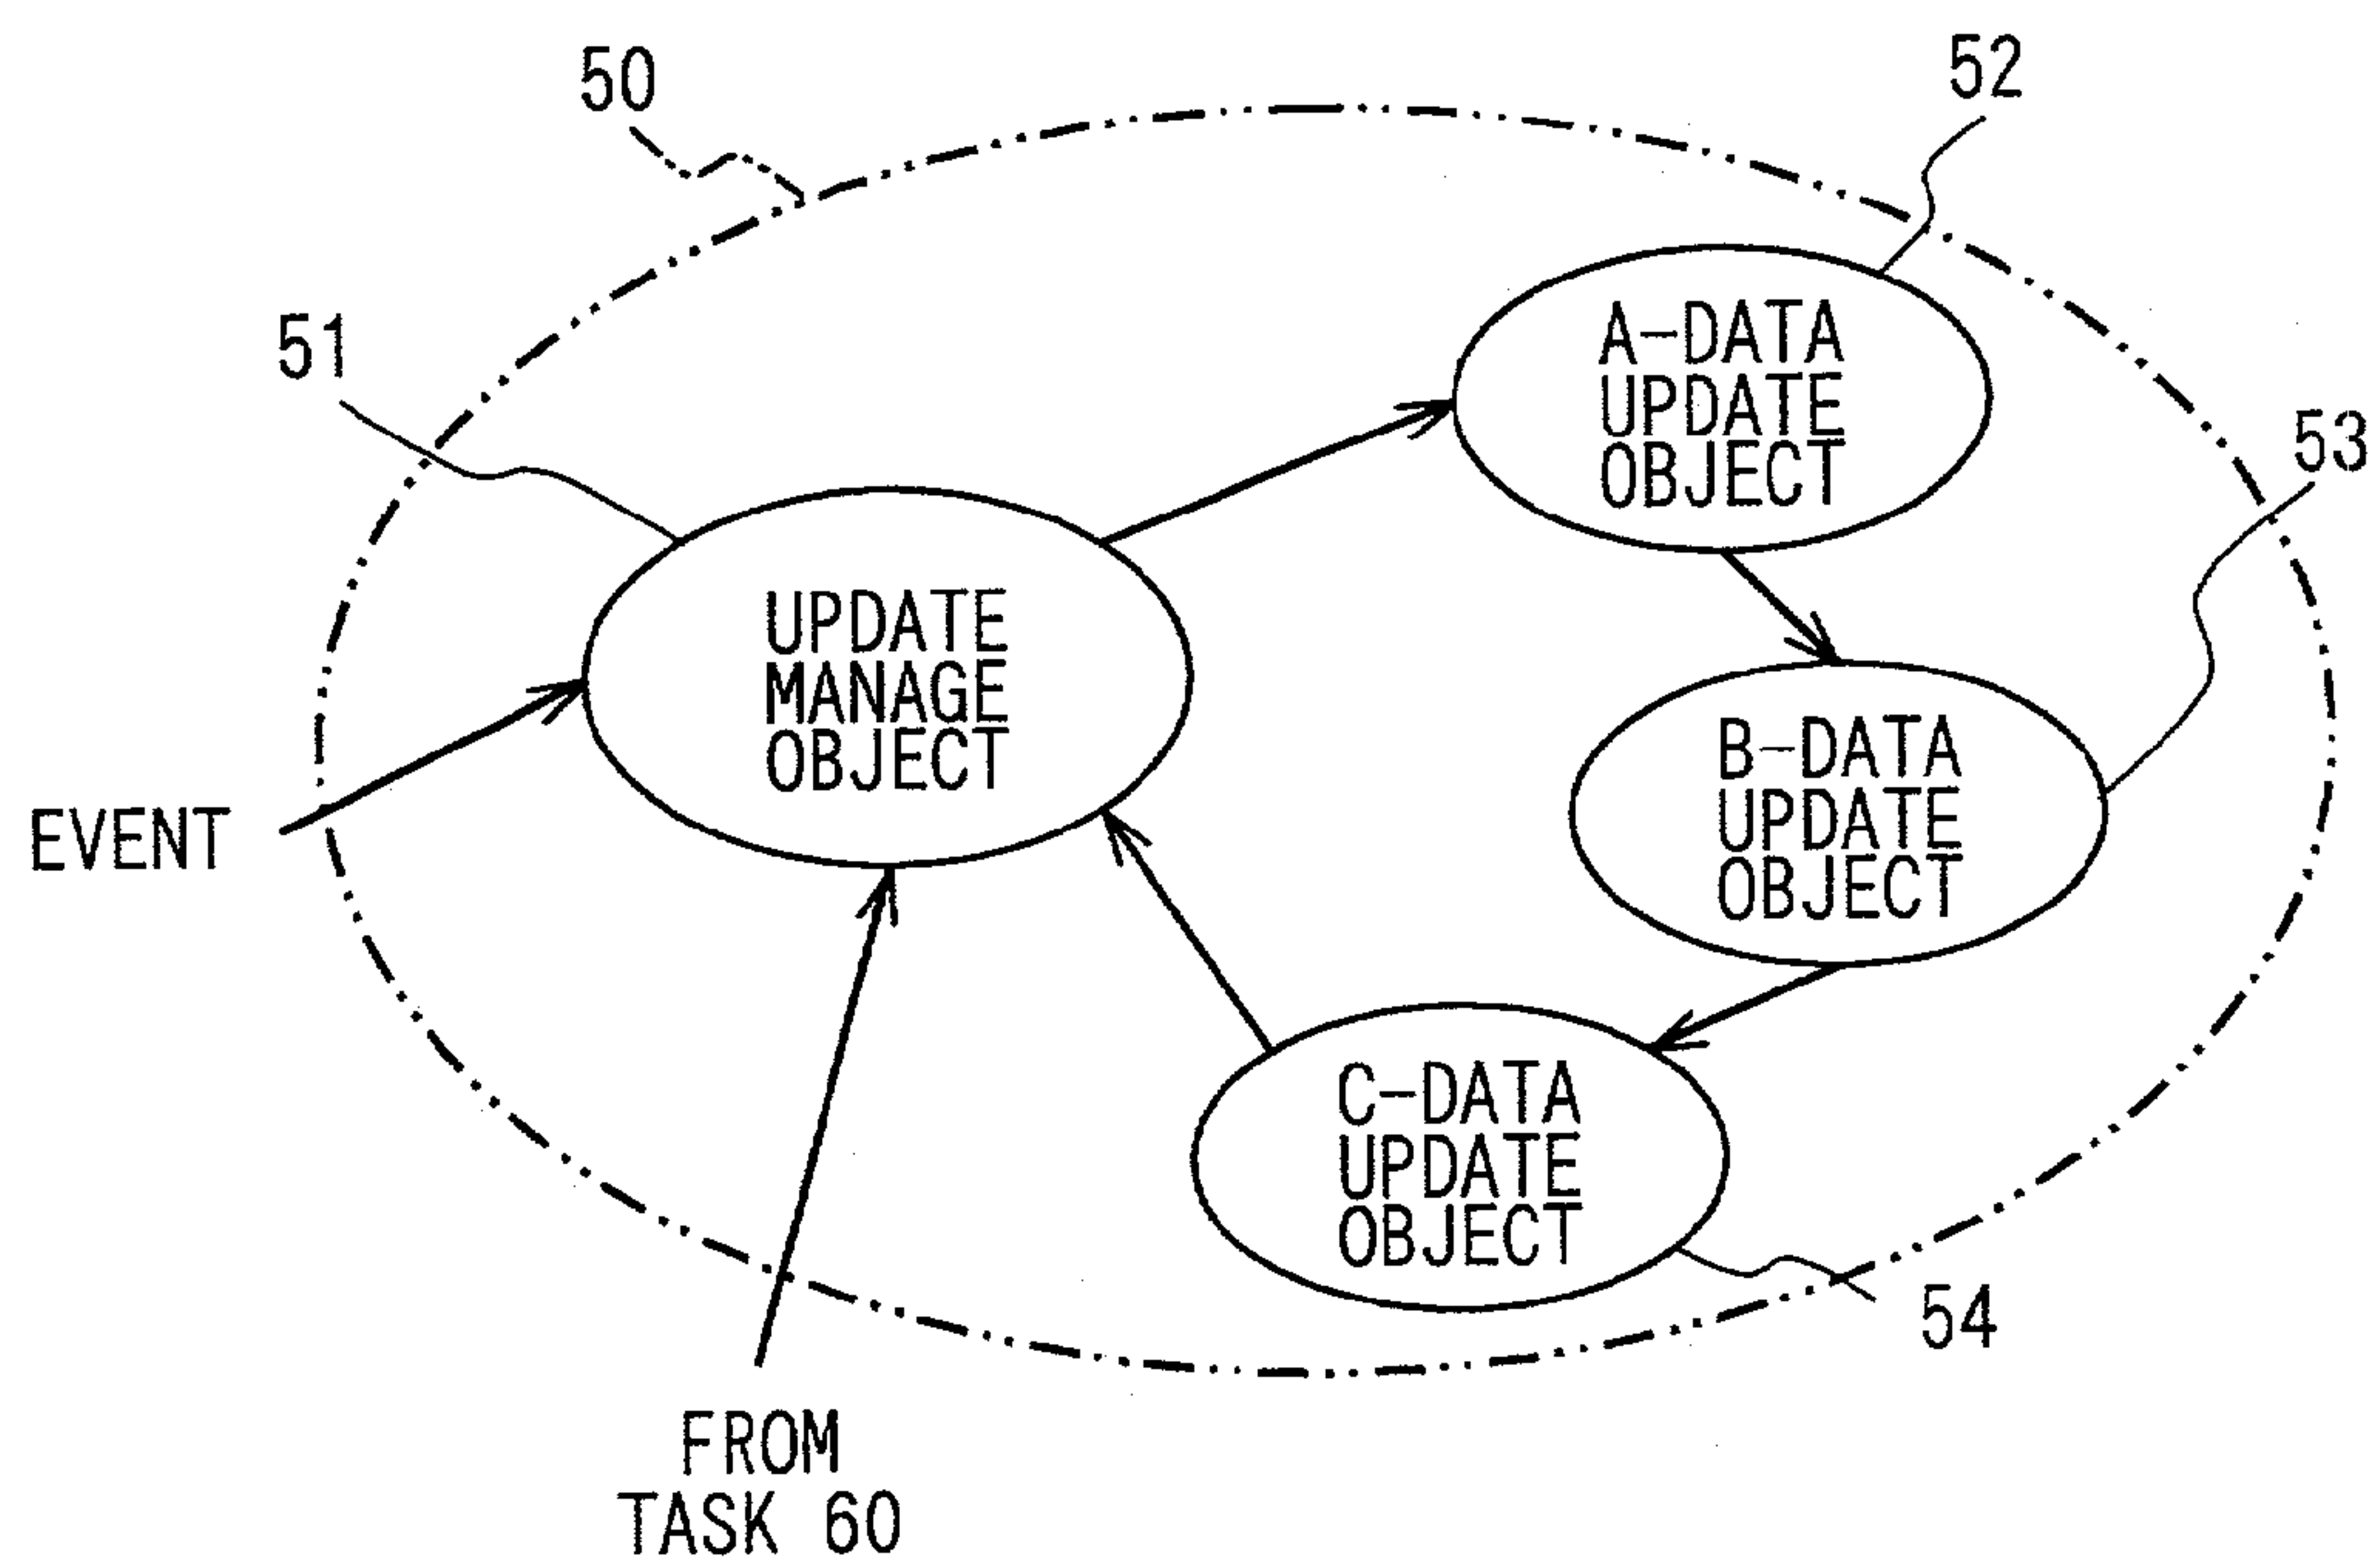 50
52
51
A-DATA
UPDATE
OBJECT
53
UPDATE
MANAGE
OBJECT
B-DATA
UPDATE
OBJECT
EVENT
C-DATA
UPDATE
OBJECT
54
FROM
TASK 60